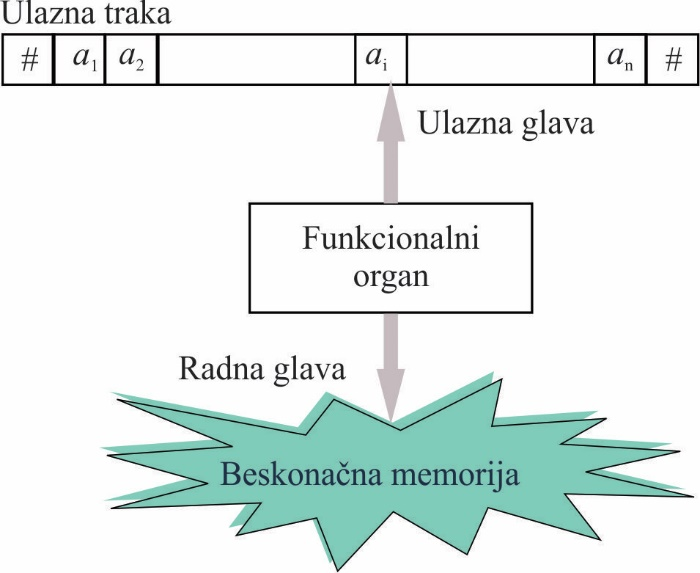 Ulazna traka
# a₁ a₂ aᵢ aₙ #
Ulazna glava
Funkcionalni
organ
Radna glava
Beskonačna memorija